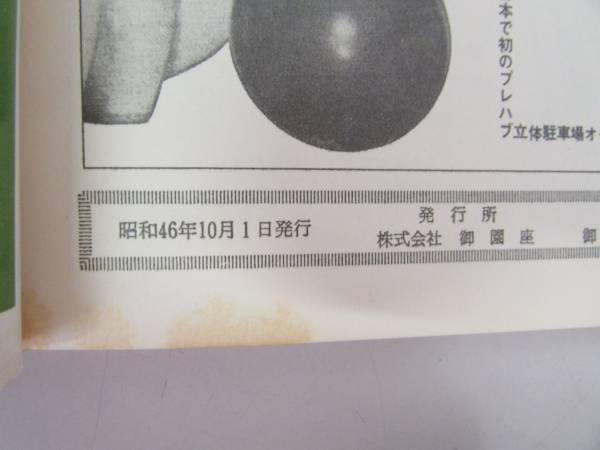 本で初のプレハ
ブ立体駐車場オ
昭和46年10月1日発行
発行所
株式会社 御園座 御